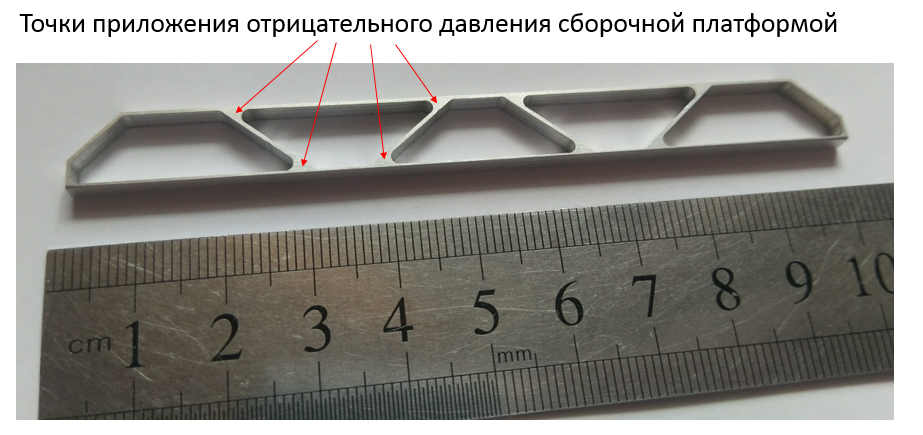 Точки приложения отрицательного давления сборочной платформой
cm 1 2 3 4 5 6 7 8 9 10
mm